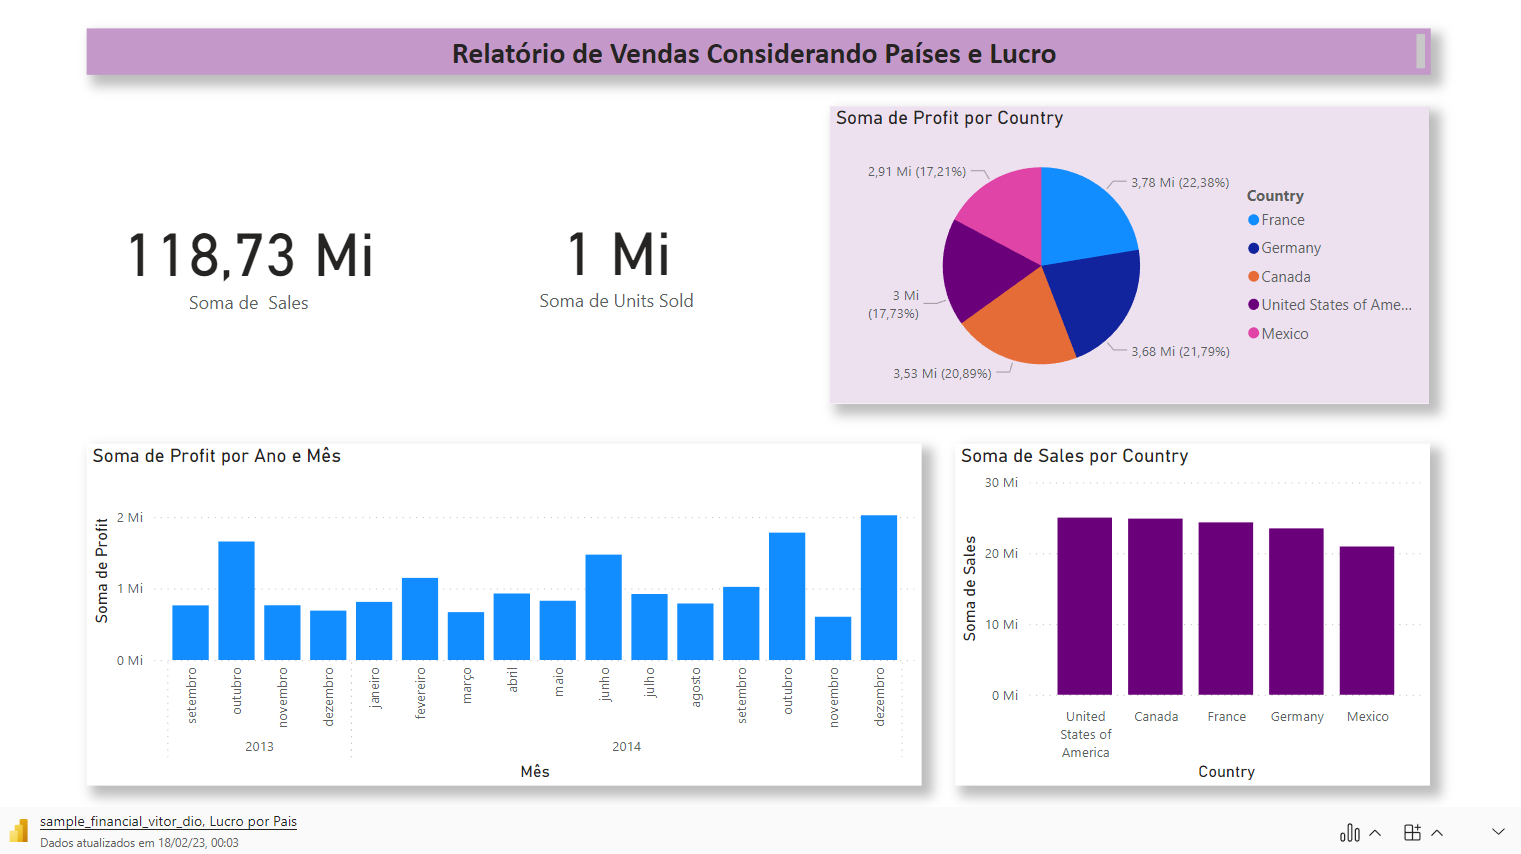 Relatório de Vendas Considerando Países e Lucro
118,73 Mi
Soma de  Sales
1 Mi
Soma de Units Sold
Soma de Profit por Country
2,91 Mi (17,21%)
3,78 Mi (22,38%)
3 Mi
(17,73%)
3,68 Mi (21,79%)
3,53 Mi (20,89%)
Country
France
Germany
Canada
United States of Ame...
Mexico
Soma de Profit por Ano e Mês
Soma de Profit
2 Mi
1 Mi
0 Mi
setembro
outubro
novembro
dezembro
janeiro
fevereiro
março
abril
maio
junho
julho
agosto
setembro
outubro
novembro
dezembro
2013
2014
Mês
Soma de Sales por Country
Soma de Sales
30 Mi
20 Mi
10 Mi
0 Mi
United
States of
America
Canada
France
Germany
Mexico
Country
sample_financial_vitor_dio, Lucro por Pais
Dados atualizados em 18/02/23, 00:03